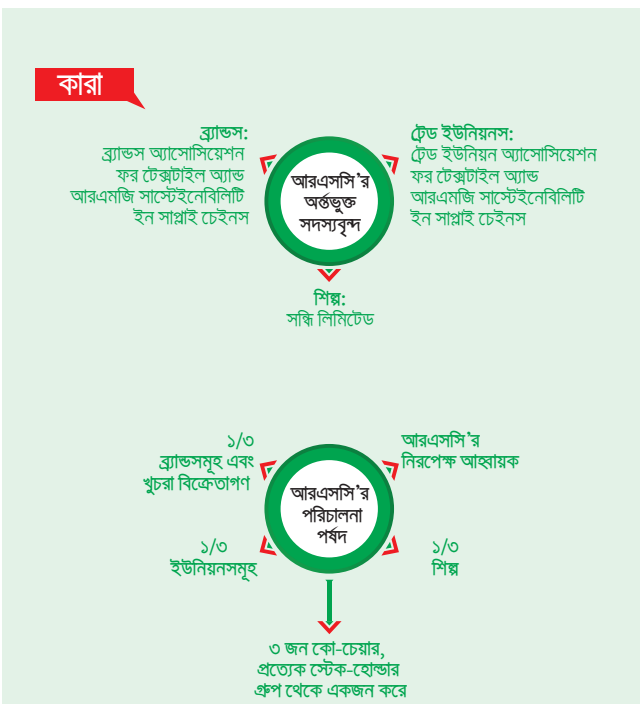 কারা
ব্র্যান্ডস:
ব্র্যান্ডস অ্যাসোসিয়েশন
ফর টেক্সটাইল অ্যান্ড
আরএমজি সাস্টেইনেবিলিটি
ইন সাপ্লাই চেইনস
আরএসসি’র
অর্ন্তভুক্ত
সদস্যবৃন্দ
ট্রেড ইউনিয়নস:
ট্রেড ইউনিয়ন অ্যাসোসিয়েশন
ফর টেক্সটাইল অ্যান্ড
আরএমজি সাস্টেইনেবিলিটি
ইন সাপ্লাই চেইনস
শিল্প:
সন্ধি লিমিটেড
১/৩
ব্র্যান্ডসমূহ এবং
খুচরা বিক্রেতাগণ
আরএসসি’র
নিরপেক্ষ আহ্বায়ক
আরএসসি’র
পরিচালনা
পর্ষদ
১/৩
ইউনিয়নসমূহ
১/৩
শিল্প
৩ জন কো-চেয়ার,
প্রত্যেক স্টেক-হোল্ডার
গ্রুপ থেকে একজন করে